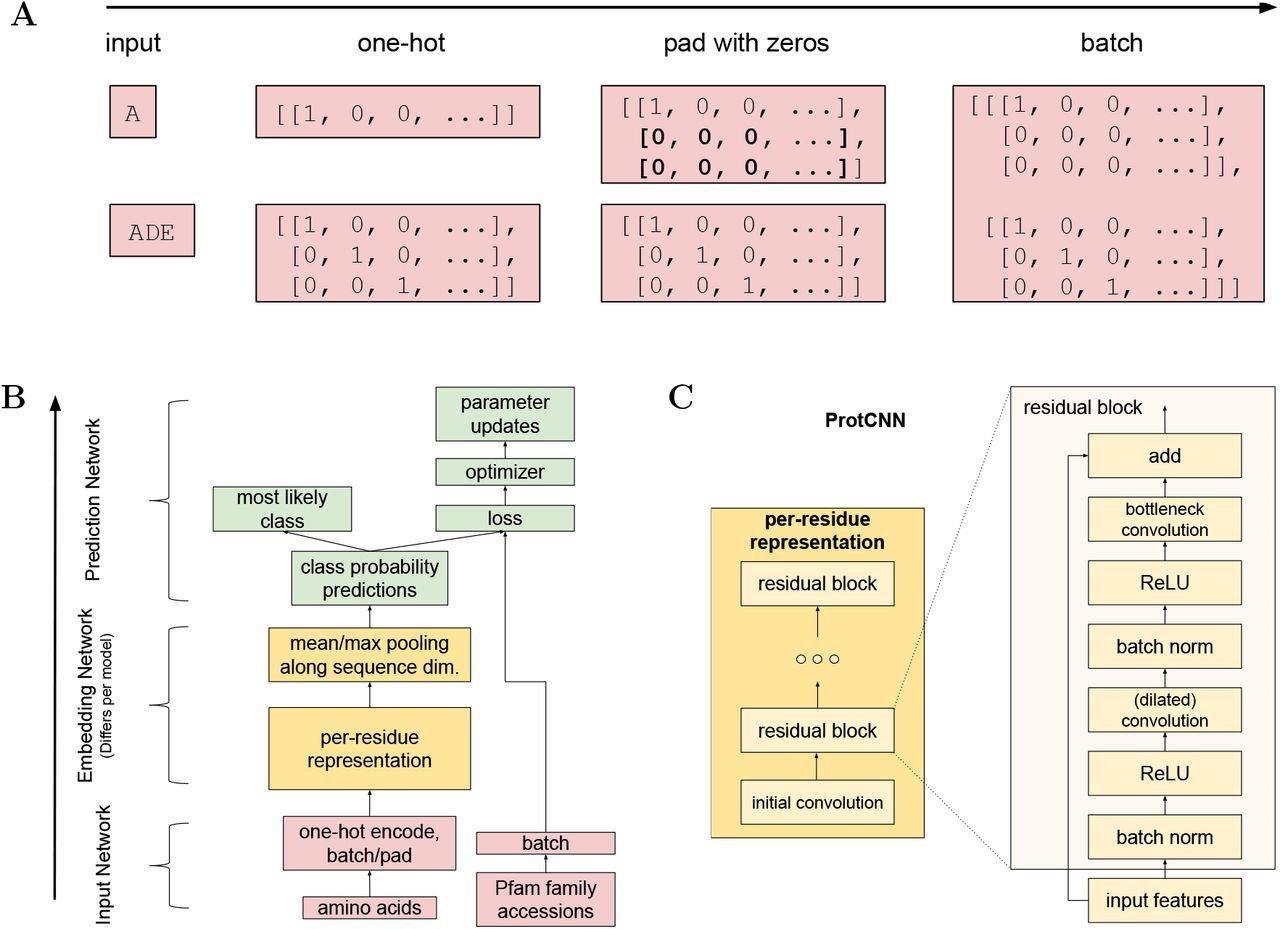 A
input
one-hot
pad with zeros
batch
A
[[1, 0, 0, ...]]
[[1, 0, 0, ...],
[0, 0, 0, ...],
[0, 0, 0, ...]]
[[[1, 0, 0, ...],
[0, 0, 0, ...],
[0, 0, 0, ...]],
ADE
[[1, 0, 0, ...],
[0, 1, 0, ...],
[0, 0, 1, ...]]
[[1, 0, 0, ...],
[0, 1, 0, ...],
[0, 0, 1, ...]]
[[1, 0, 0, ...],
[0, 1, 0, ...],
[0, 0, 1, ...]]]
B
Prediction Network
Embedding Network
(Differs per model)
Input Network
parameter
updates
optimizer
loss
most likely
class
class probability
predictions
mean/max pooling
along sequence dim.
per-residue
representation
one-hot encode,
batch/pad
amino acids
batch
Pfam family
accessions
C
ProtCNN
per-residue
representation
residual block
residual block
initial convolution
residual block
add
bottleneck
convolution
ReLU
batch norm
(dilated)
convolution
ReLU
batch norm
input features